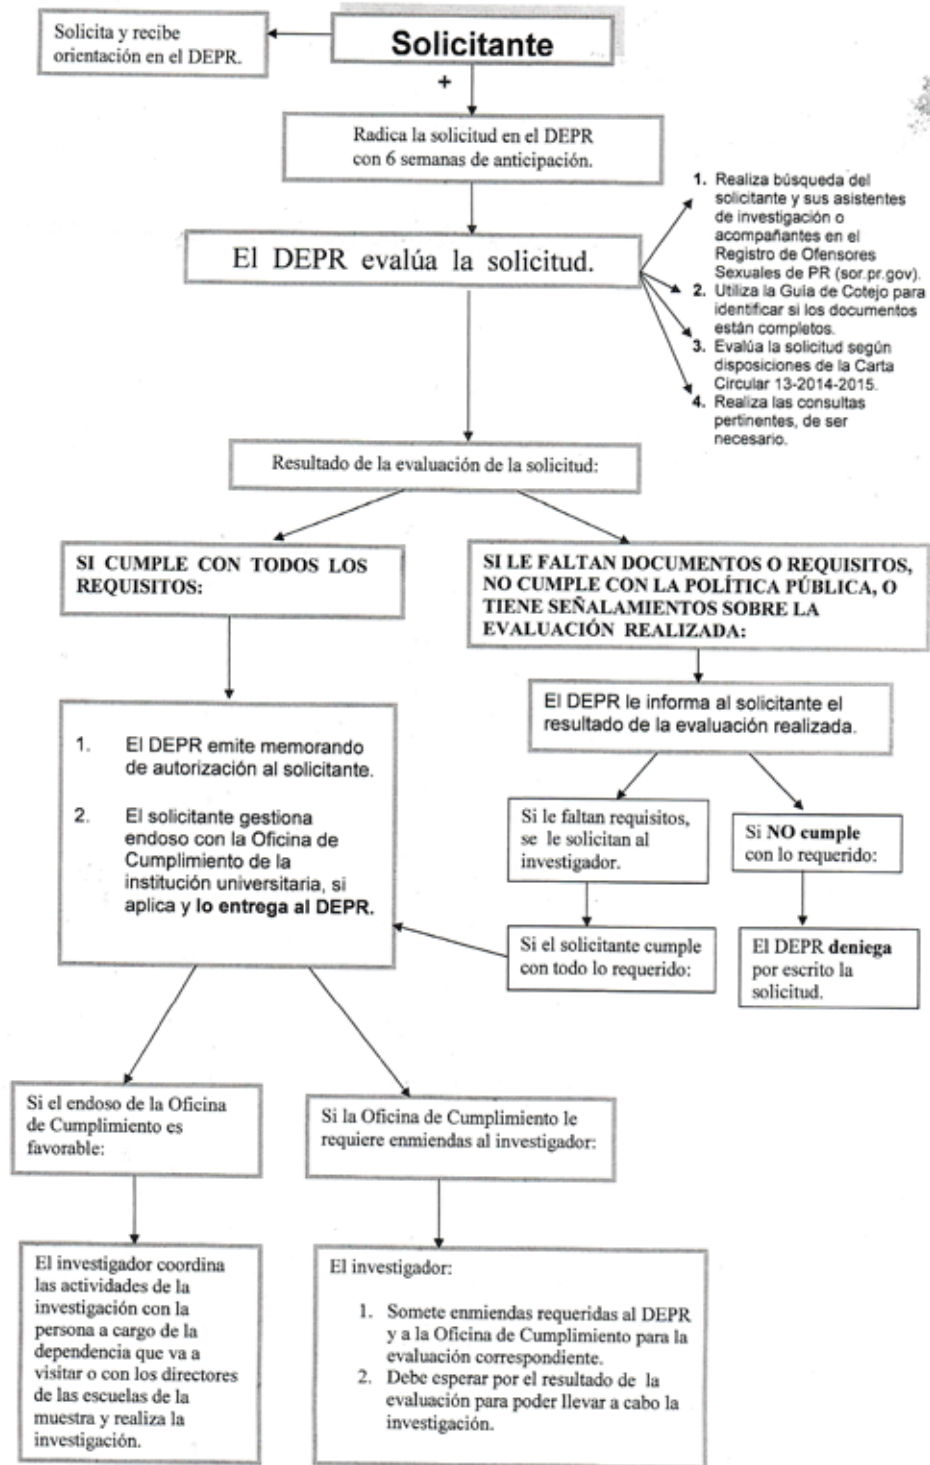 Solicita y recibe
orientación en el DEPR.
Solicitante
+
Radica la solicitud en el DEPR
con 6 semanas de anticipación.
El DEPR evalúa la solicitud.
1. Realiza búsqueda del
solicitante y sus asistentes
de investigación o
acompañantes en el
Registro de Ofensores
Sexuales de PR (sor.pr.gov).
2. Utiliza la Guía de Cotejo para
identificar si los documentos
están completos.
3. Evalúa la solicitud según
disposiciones de la Carta
Circular 13-2014-2015.
4. Realiza las consultas
pertinentes, de ser
necesario.
Resultado de la evaluación de la solicitud:
SI CUMPLE CON TODOS LOS
REQUISITOS:
SI LE FALTAN DOCUMENTOS O REQUISITOS,
NO CUMPLE CON LA POLÍTICA PÚBLICA, O
TIENE SEÑALAMIENTOS SOBRE LA
EVALUACIÓN REALIZADA:
1. El DEPR emite memorando
de autorización al solicitante.
2. El solicitante gestiona
endoso con la Oficina de
Cumplimiento de la
institución universitaria, si
aplica y lo entrega al DEPR.
El DEPR le informa al solicitante el
resultado de la evaluación realizada.
Si le faltan requisitos,
se le solicitan al
investigador.
Si NO cumple
con lo requerido:
Si el solicitante cumple
con todo lo requerido:
El DEPR deniega
por escrito la
solicitud.
Si el endoso de la Oficina
de Cumplimiento es
favorable:
Si la Oficina de Cumplimiento le
requiere enmiendas al investigador:
El investigador coordina
las actividades de la
investigación con la
persona a cargo de la
dependencia que va a
visitar o con los directores
de las escuelas de la
muestra y realiza la
investigación.
El investigador:
1. Somete enmiendas requeridas al DEPR
y a la Oficina de Cumplimiento para la
evaluación correspondiente.
2. Debe esperar por el resultado de la
evaluación para poder llevar a cabo la
investigación.